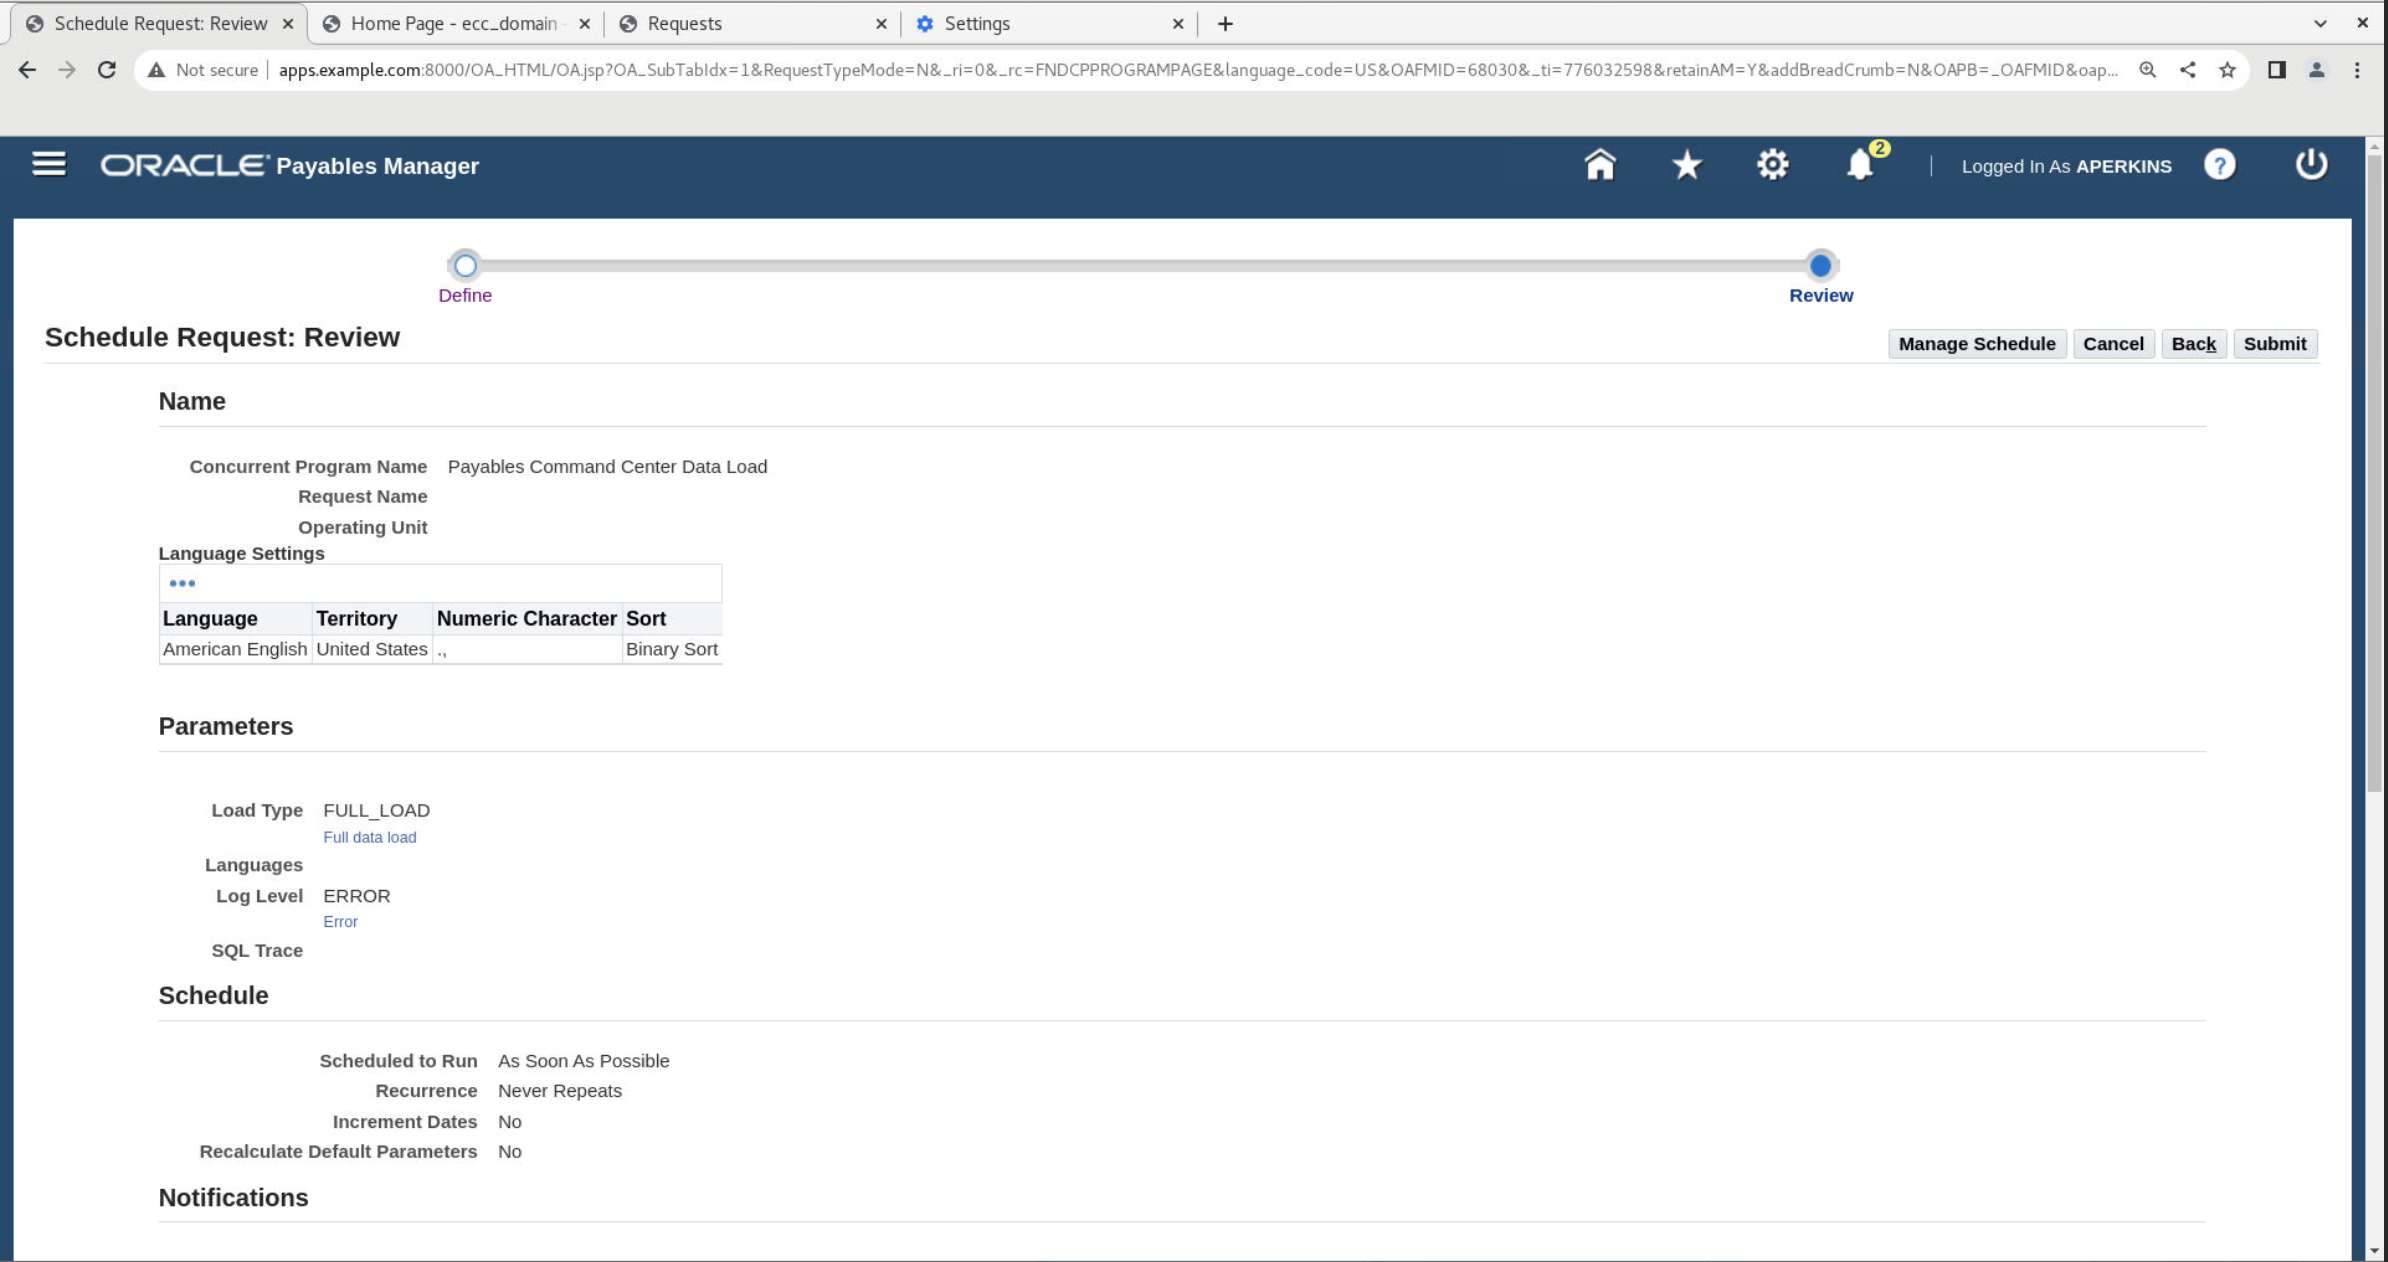 Schedule Request: Review
Home Page - ecc_domain
Requests
Settings
Not secure
apps.example.com:8000/OA_HTML/OA.jsp?OA_SubTabIdx=1&RequestTypeMode=N&_ri=0&_rc=FNDCPPROGRAMPAGE&language_code=US&OAFMID=68030&_ti=776032598&retainAM=Y&addBreadCrumb=N&OAPB=_OAFMID&oap...
ORACLE Payables Manager
2
Logged In As APERKINS
?
Define
Review
Schedule Request: Review
Manage Schedule Cancel Back Submit
Name
Concurrent Program Name Payables Command Center Data Load
Request Name
Operating Unit
Language Settings
Language Territory Numeric Character Sort
American English United States ., Binary Sort
Parameters
Load Type FULL_LOAD
Full data load
Languages
Log Level ERROR
Error
SQL Trace
Schedule
Scheduled to Run As Soon As Possible
Recurrence Never Repeats
Increment Dates No
Recalculate Default Parameters No
Notifications